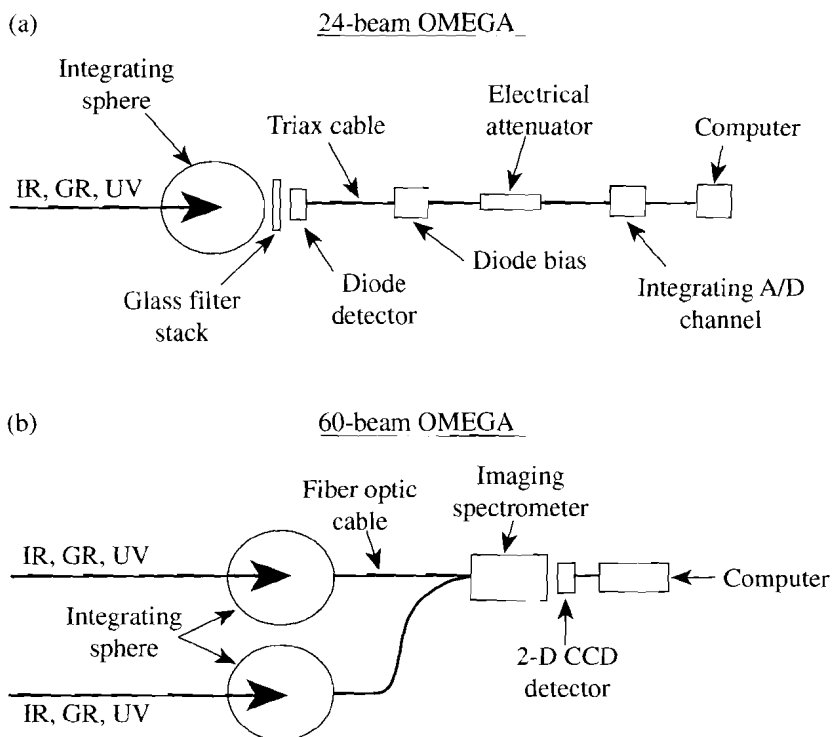 (a)
24-beam OMEGA
Integrating
sphere
Triax cable
Electrical
attenuator
Computer
IR, GR, UV
Glass filter
stack
Diode
detector
Diode bias
Integrating A/D
channel
(b)
60-beam OMEGA
Fiber optic
cable
Imaging
spectrometer
IR, GR, UV
Computer
Integrating
sphere
2-D CCD
detector
IR, GR, UV